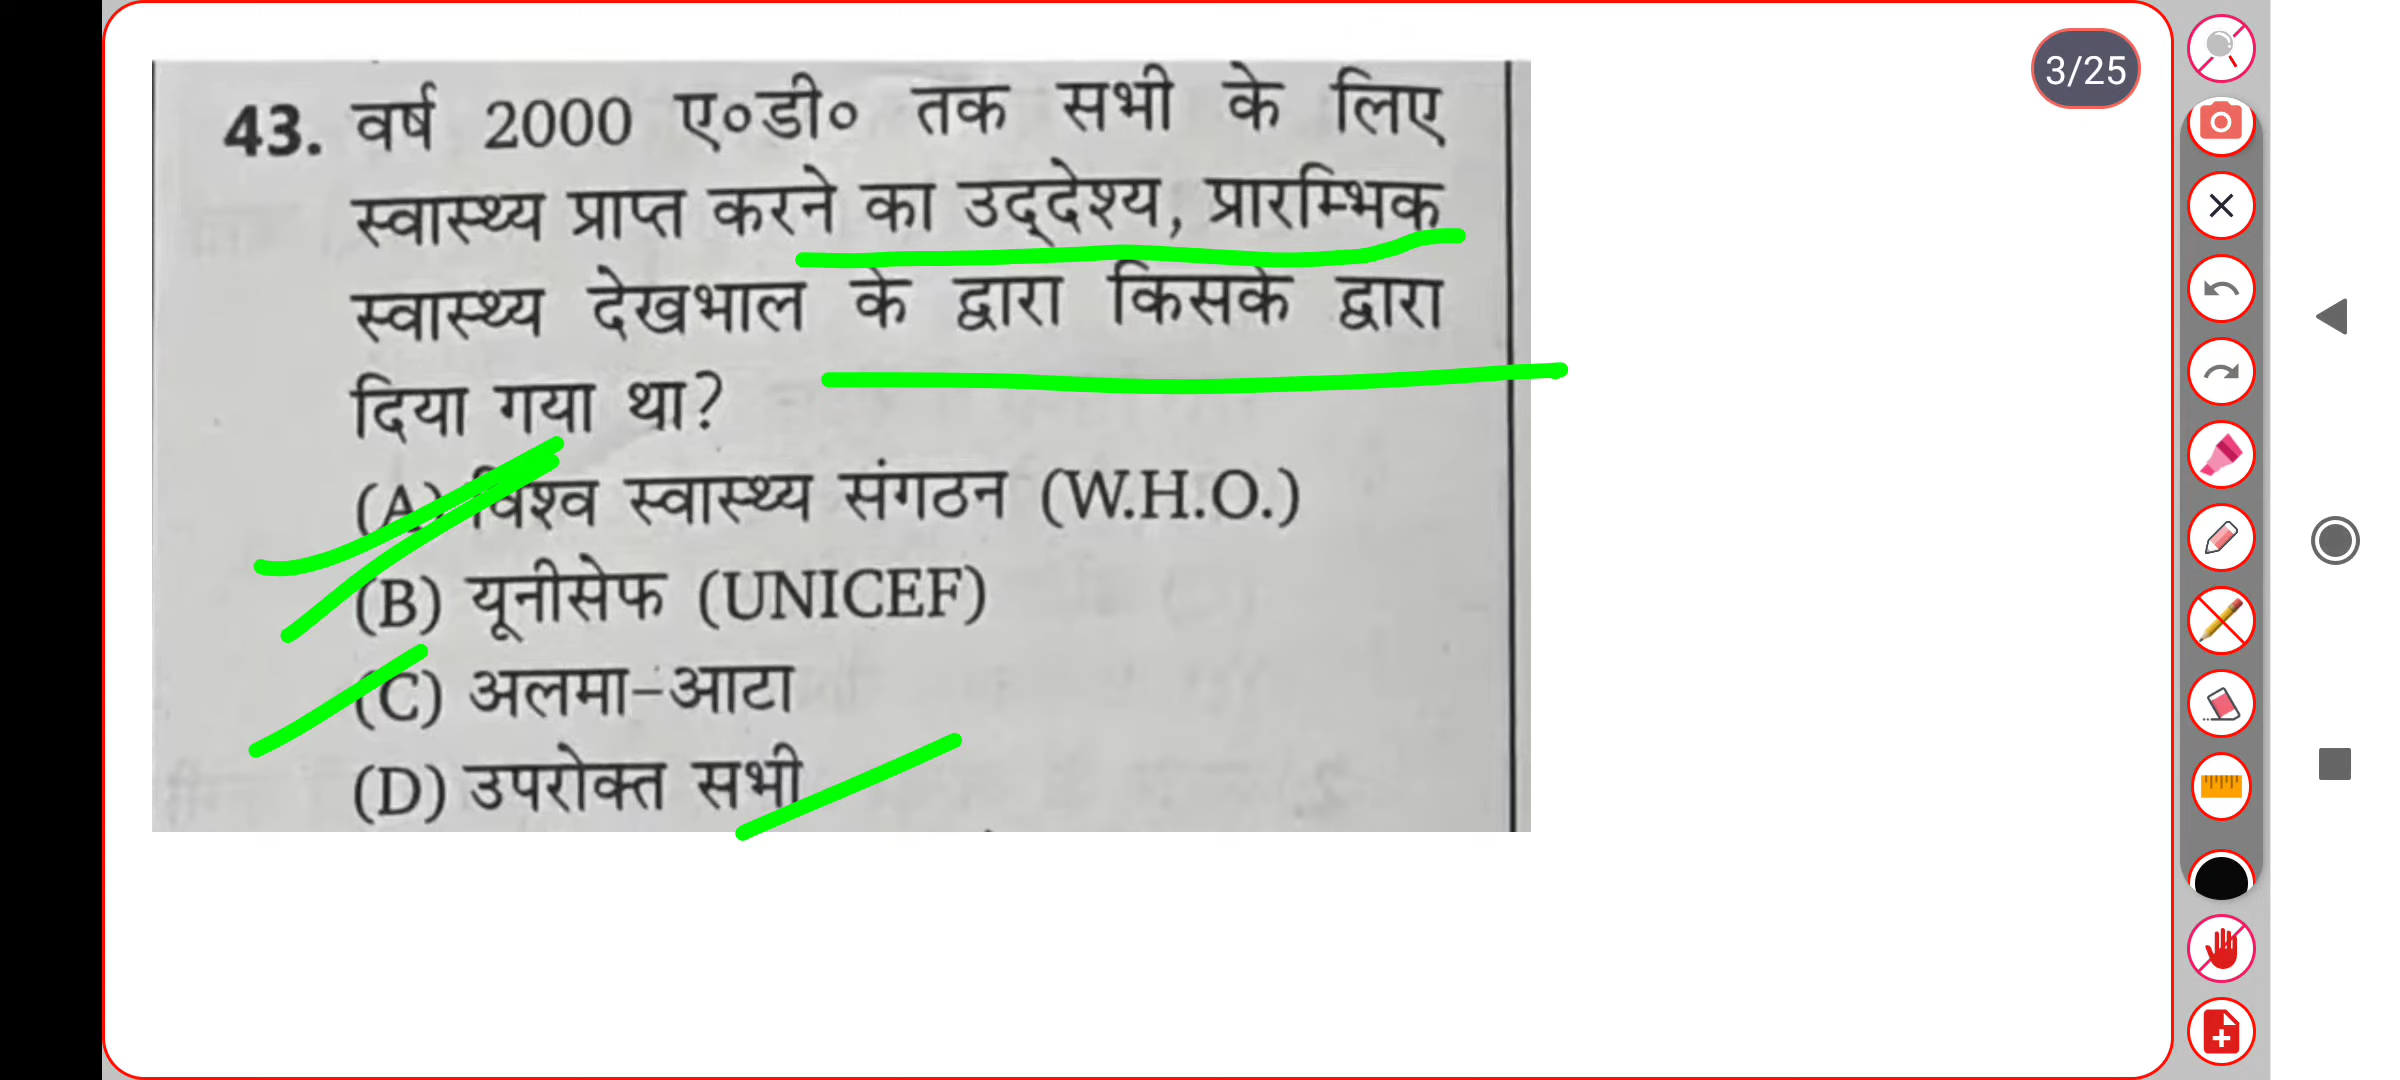 3/25
43. वर्ष 2000 ए०डी० तक सभी के लिए
स्वास्थ्य प्राप्त करने का उद्देश्य, प्रारम्भिक
स्वास्थ्य देखभाल के द्वारा किसके द्वारा
दिया गया था?
(A) विश्व स्वास्थ्य संगठन (W.H.O.)
(B) यूनीसेफ (UNICEF)
(C) अलमा-आटा
(D) उपरोक्त सभी